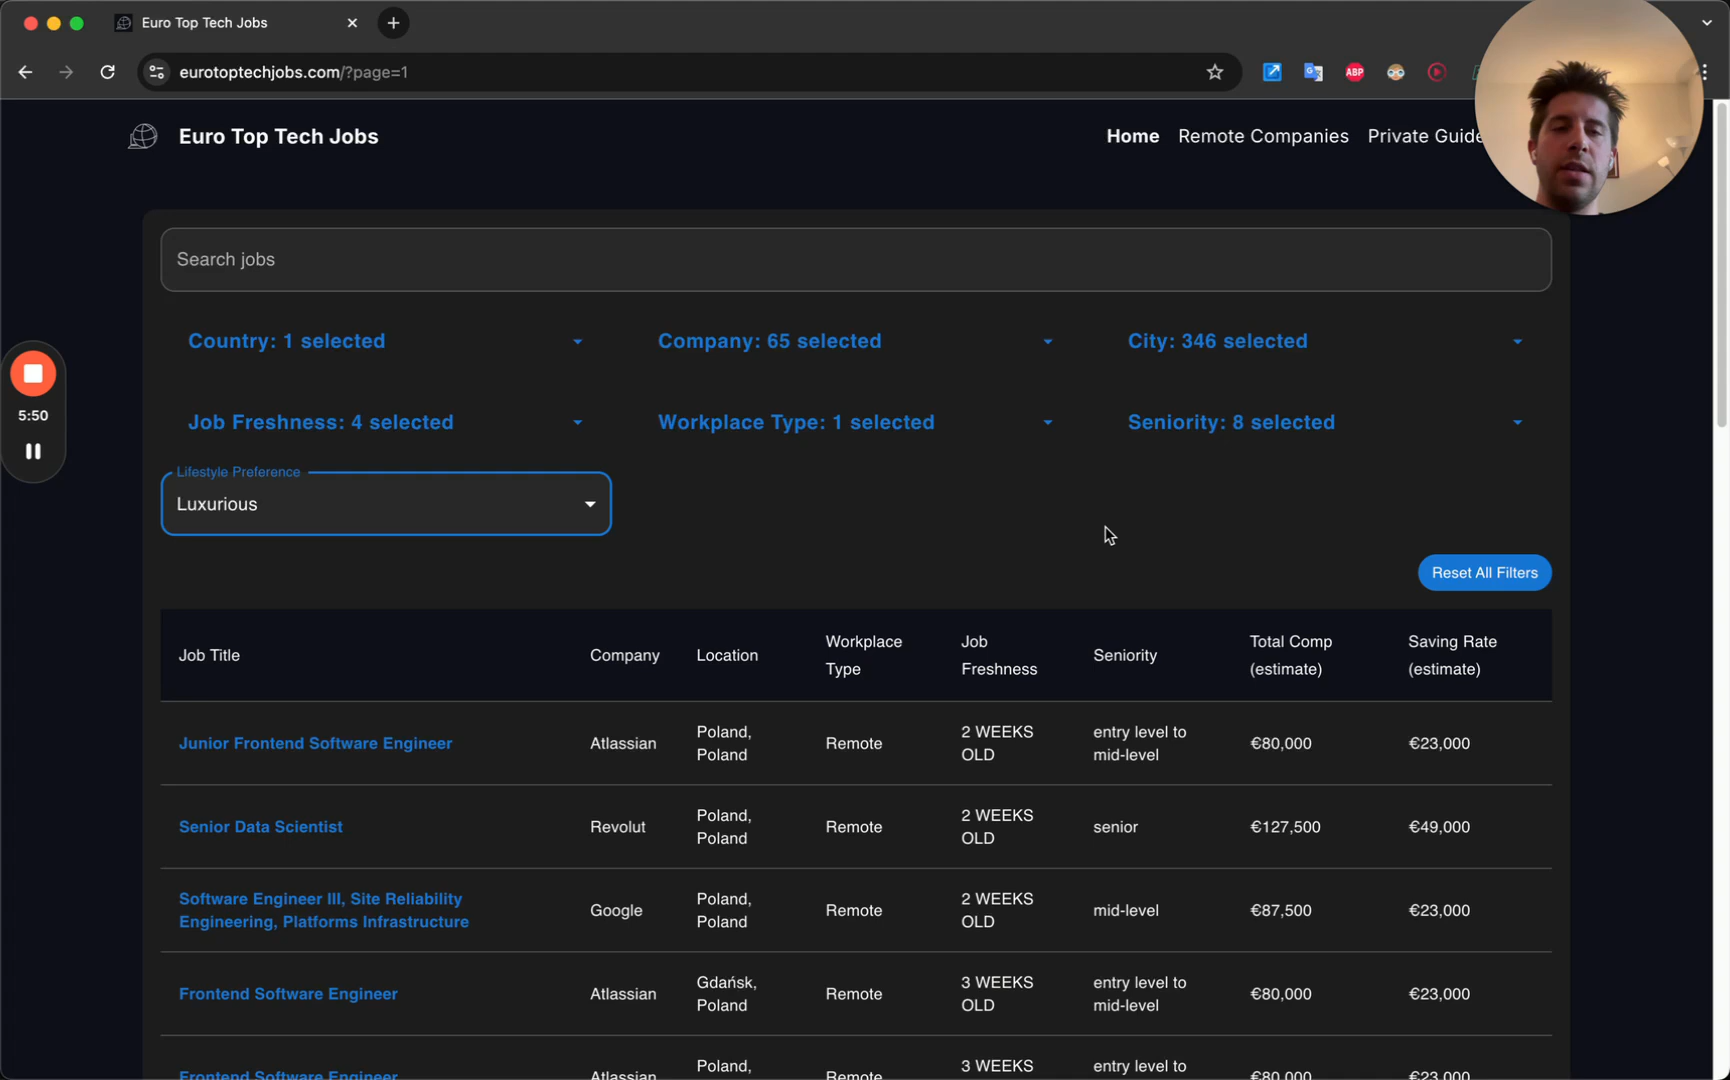 Euro Top Tech Jobs
eurotoptechjobs.com/?page=1
ABP
Euro Top Tech Jobs
Home Remote Companies Private Guide
Search jobs
Country: 1 selected Company: 65 selected City: 346 selected
5:50
Job Freshness: 4 selected Workplace Type: 1 selected Seniority: 8 selected
Lifestyle Preference
Luxurious
Reset All Filters
Job Title Company Location Workplace Type Job Freshness Seniority Total Comp (estimate) Saving Rate (estimate)
Junior Frontend Software Engineer Atlassian Poland, Poland Remote 2 WEEKS OLD entry level to mid-level €80,000 €23,000
Senior Data Scientist Revolut Poland, Poland Remote 2 WEEKS OLD senior €127,500 €49,000
Software Engineer III, Site Reliability Engineering, Platforms Infrastructure Google Poland, Poland Remote 2 WEEKS OLD mid-level €87,500 €23,000
Frontend Software Engineer Atlassian Gdańsk, Poland Remote 3 WEEKS OLD entry level to mid-level €80,000 €23,000
Frontend Software Engineer Atlassian Poland, Remote 3 WEEKS entry level to €80,000 €23,000